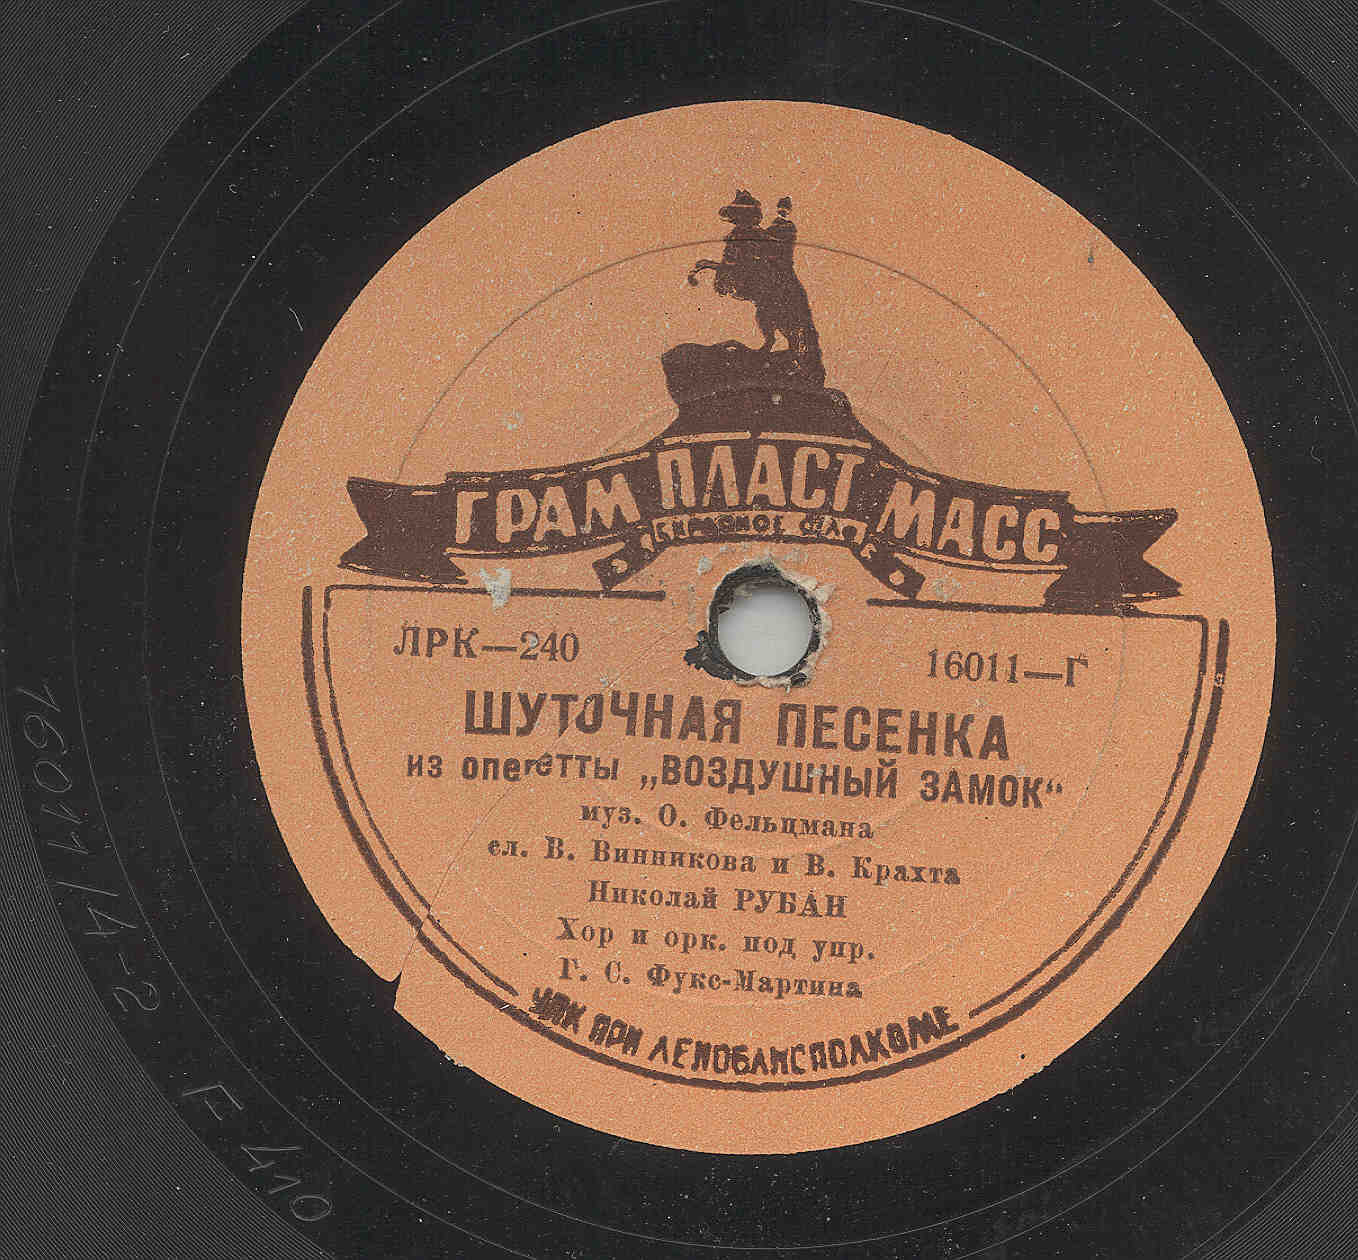 ГРАМ ПЛАСТ МАСС
ЛРК—240
16011—Г
ШУТОЧНАЯ ПЕСЕНКА
из оперетты „ВОЗДУШНЫЙ ЗАМОК“
муз. О. Фельцмана
сл. В. Винникова и В. Крахта
Николай РУБАН
Хор и орк. под упр.
Г. С. Фукс-Мартина
УПК ПРИ ЛЕНОБЛИСПОЛКОМЕ
16011/4-2 F 410